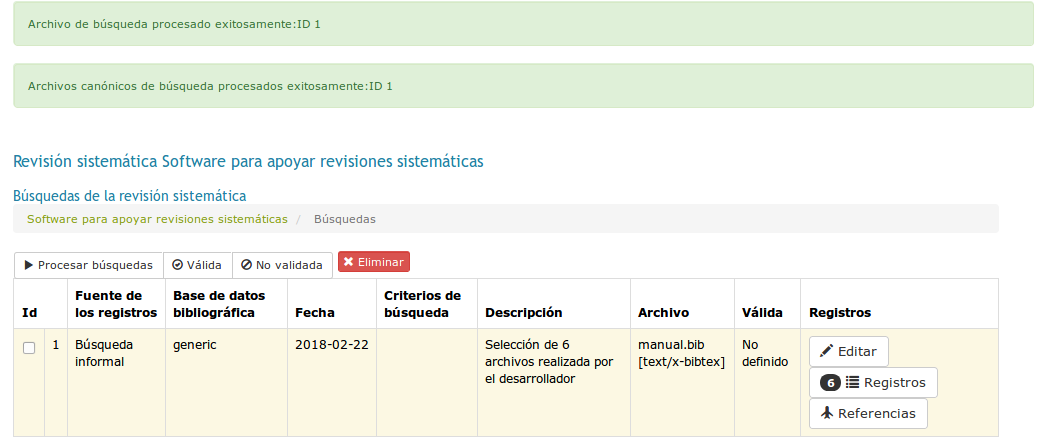 Archivo de búsqueda procesado exitosamente:ID 1
Archivos canónicos de búsqueda procesados exitosamente:ID 1
Revisión sistemática Software para apoyar revisiones sistemáticas
Búsquedas de la revisión sistemática
Software para apoyar revisiones sistemáticas / Búsquedas
Procesar búsquedas Válida No validada Eliminar
Id Fuente de los registros Base de datos bibliográfica Fecha Criterios de búsqueda Descripción Archivo Válida Registros
1 Búsqueda informal generic 2018-02-22 Selección de 6 archivos realizada por el desarrollador manual.bib [text/x-bibtex] No definido Editar
6 Registros
Referencias